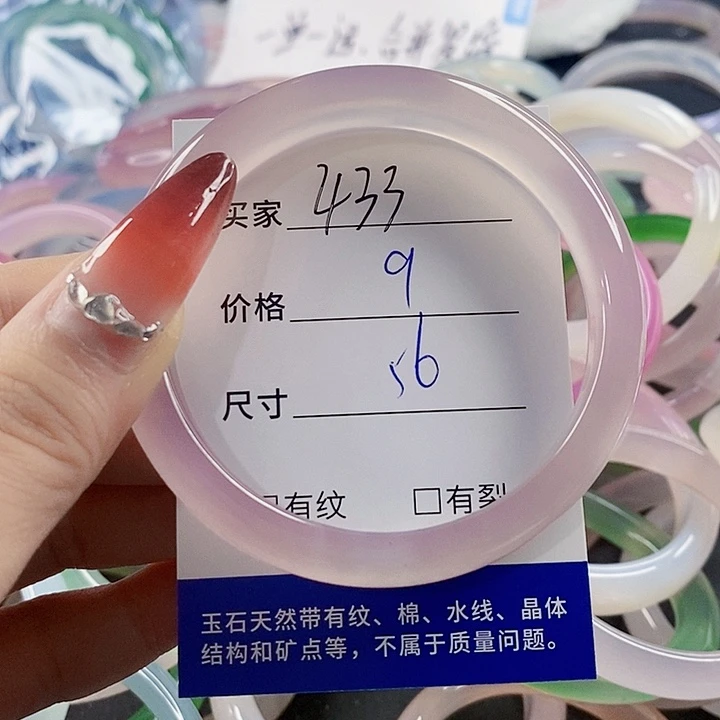 买家 433
价格 9
尺寸 56
有纹 □有裂
玉石天然带有纹、棉、水线、晶体
结构和矿点等，不属于质量问题。